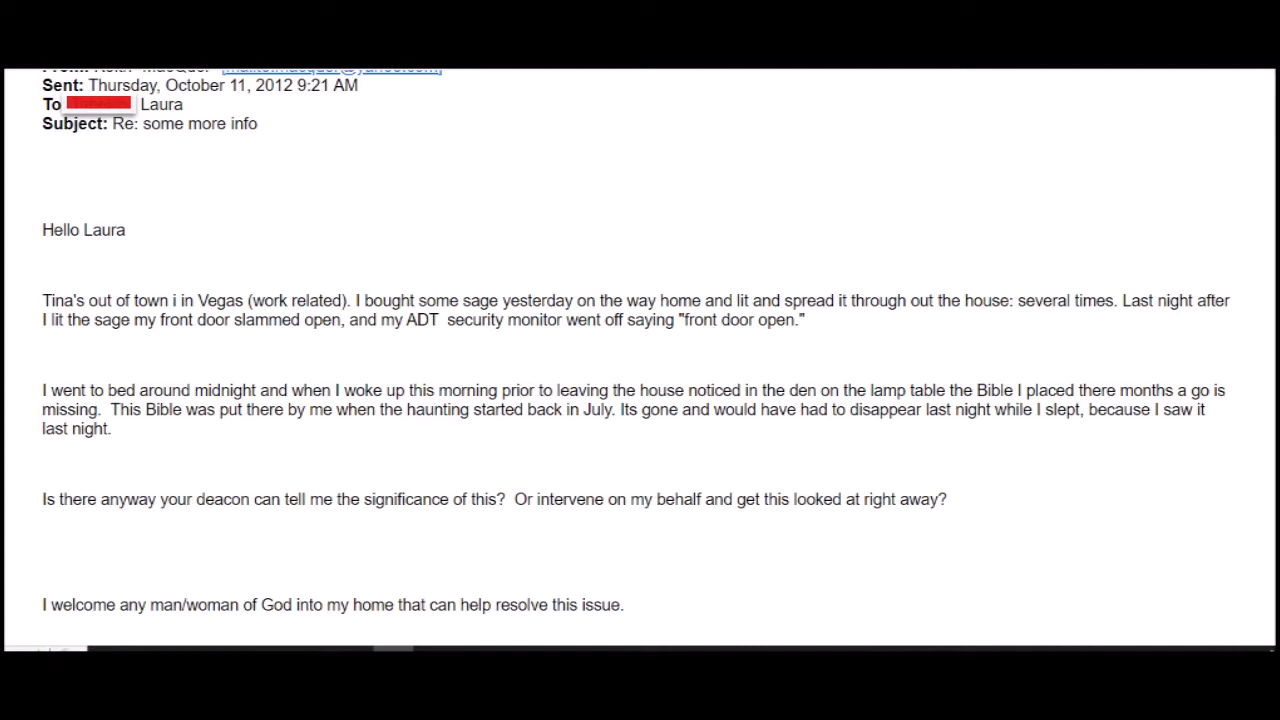 Sent: Thursday, October 11, 2012 9:21 AM
To Laura
Subject: Re: some more info
Hello Laura
Tina's out of town i in Vegas (work related). I bought some sage yesterday on the way home and lit and spread it through out the house: several times. Last night after
I lit the sage my front door slammed open, and my ADT  security monitor went off saying "front door open."
I went to bed around midnight and when I woke up this morning prior to leaving the house noticed in the den on the lamp table the Bible I placed there months a go is
missing.  This Bible was put there by me when the haunting started back in July. Its gone and would have had to disappear last night while I slept, because I saw it
last night.
Is there anyway your deacon can tell me the significance of this?  Or intervene on my behalf and get this looked at right away?
I welcome any man/woman of God into my home that can help resolve this issue.